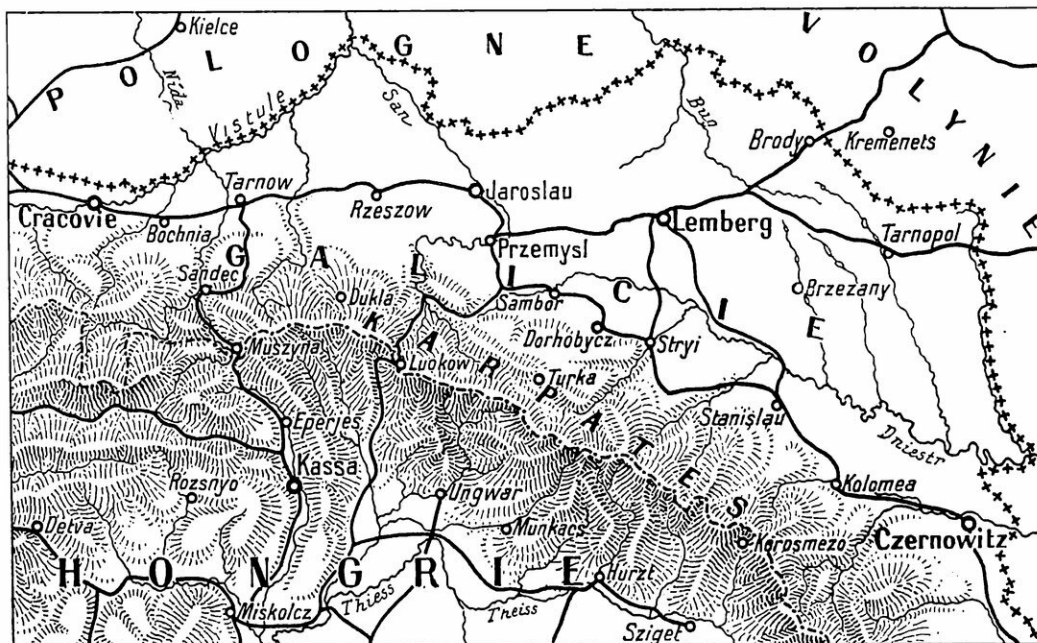 Kielce
POLOGNE
VOLYNIE
Nida
Vistule
San
Bug
Brody
Kremenets
Cracovie
Tarnow
Bochnia
Rzeszow
Jaroslau
Przemysl
Lemberg
Tarnopol
GALICIE
Sandec
Dukla
Sambor
Brzezany
Muszyna
KARPATES
Luokow
Dorhobycz
Stryi
Turka
Stanislau
Dniestr
Eperjes
Kassa
Rozsnyo
Ungwar
Kolomea
Detva
Munkacs
Korosmezo
Czernowitz
HONGRIE
Turzt
Miskolcz
Thiess
Theiss
Sziget